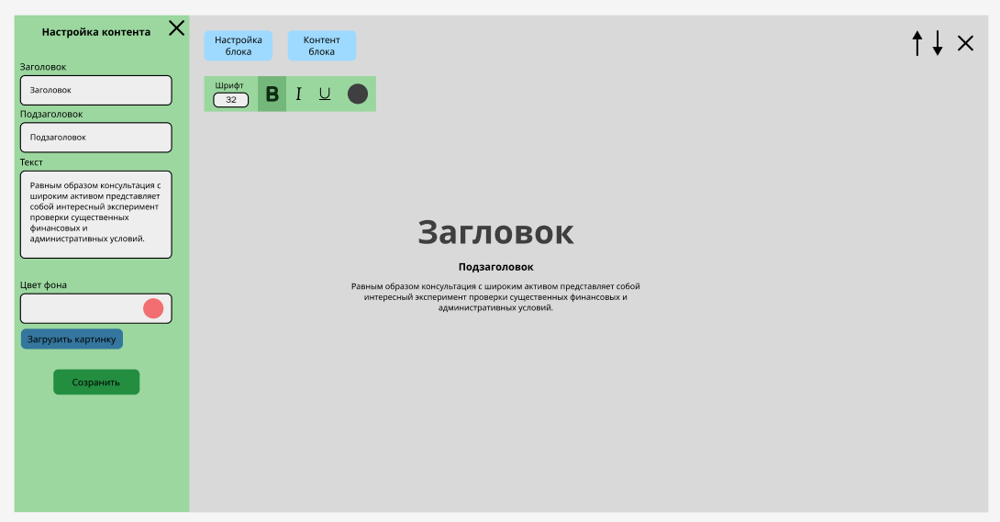 Настройка контента
Заголовок
Заголовок
Подзаголовок
Подзаголовок
Текст
Равным образом консультация с
широким активом представляет
собой интересный эксперимент
проверки существенных
финансовых и
административных условий.
Цвет фона
Загрузить картинку
Созранить
Настройка
блока
Контент
блока
Шрифт
32
B
I
U
Загловок
Подзаголовок
Равным образом консультация с широким активом представляет собой
интересный эксперимент проверки существенных финансовых и
административных условий.